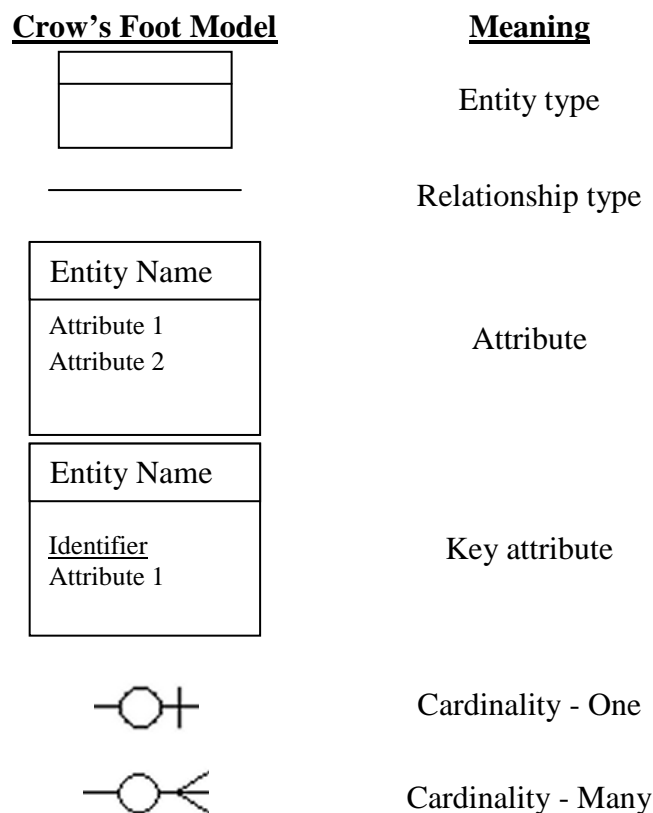 Crow's Foot Model Meaning
Entity type
Relationship type
Entity Name
Attribute 1
Attribute 2
Attribute
Entity Name
Identifier
Attribute 1
Key attribute
Cardinality - One
Cardinality - Many